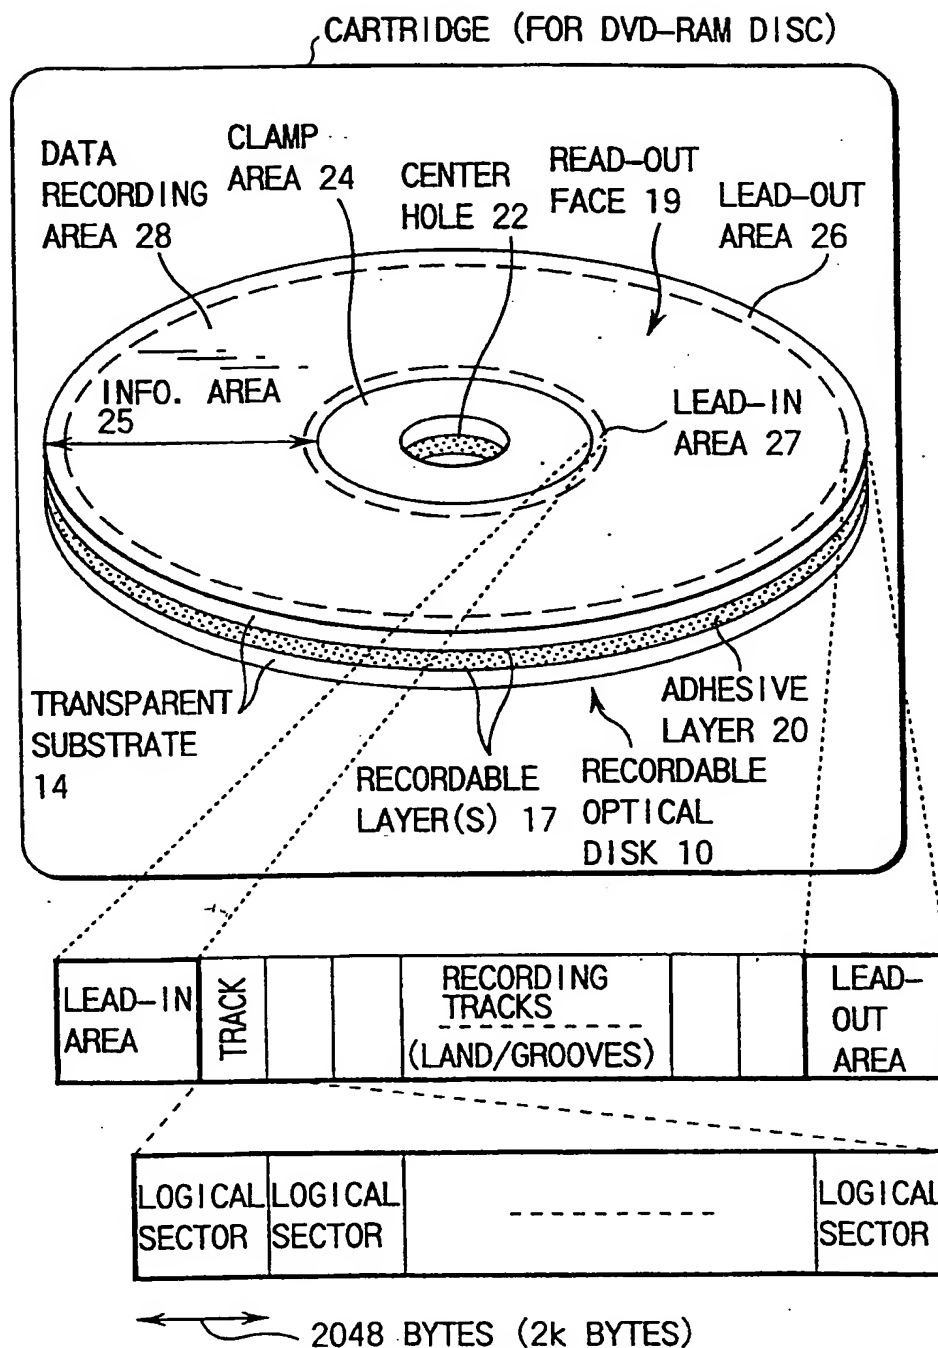 CARTRIDGE (FOR DVD-RAM DISC)
DATA
RECORDING
AREA 28
CLAMP
AREA 24
CENTER
HOLE 22
READ-OUT
FACE 19
LEAD-OUT
AREA 26
INFO. AREA
25
LEAD-IN
AREA 27
TRANSPARENT
SUBSTRATE
14
RECORDABLE
LAYER(S) 17
ADHESIVE
LAYER 20
RECORDABLE
OPTICAL
DISK 10
LEAD-IN
AREA
TRACK
RECORDING
TRACKS
(LAND/GROOVES)
LEAD-
OUT
AREA
LOGICAL
SECTOR
LOGICAL
SECTOR
LOGICAL
SECTOR
2048 BYTES (2k BYTES)